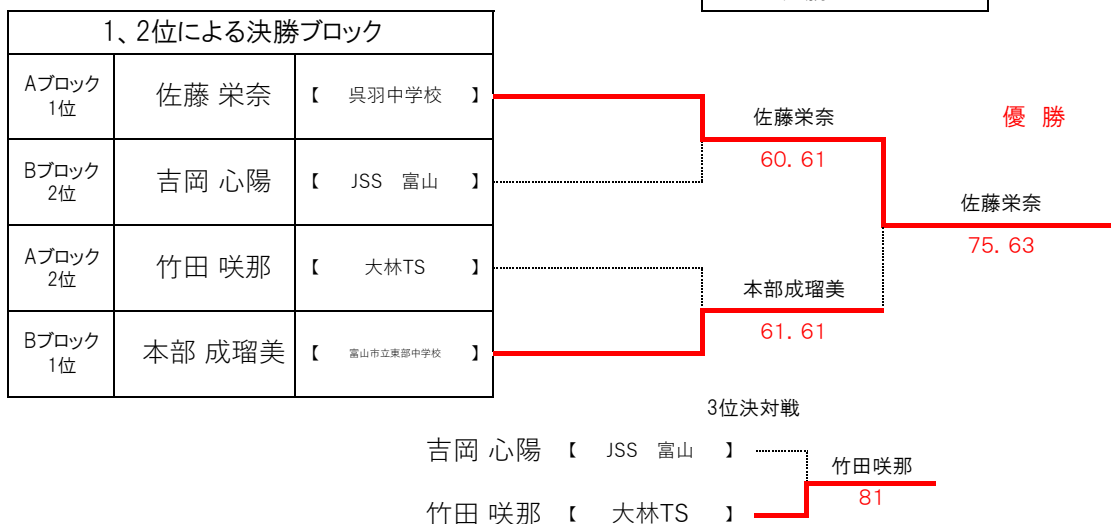 1、2位による決勝ブロック
Aブロック
1位
佐藤 栄奈 【 呉羽中学校 】
Bブロック
2位
吉岡 心陽 【 JSS 富山 】
Aブロック
2位
竹田 咲那 【 大林TS 】
Bブロック
1位
本部 成瑠美 【 富山市立東部中学校 】
佐藤栄奈
60. 61
本部成瑠美
61. 61
優 勝
佐藤栄奈
75. 63
3位決対戦
吉岡 心陽 【 JSS 富山 】
竹田 咲那 【 大林TS 】
竹田咲那
81